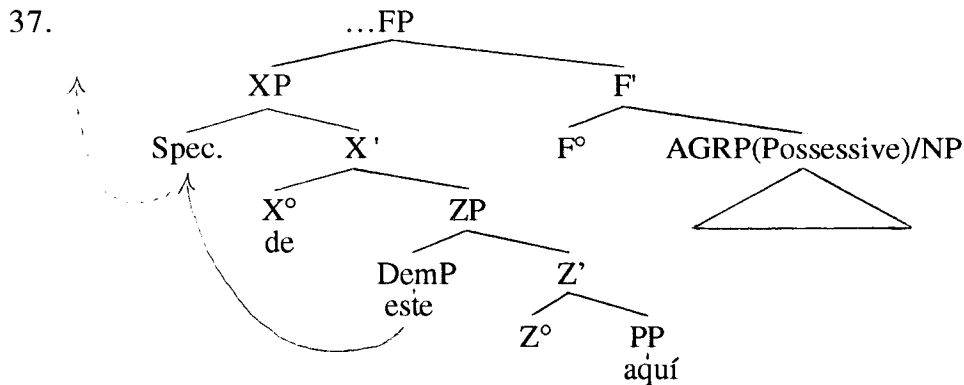 37. ...FP
XP F'
Spec. X' F° AGRP(Possessive)/NP
X° ZP
de
DemP Z’
este
Z° PP
aquí